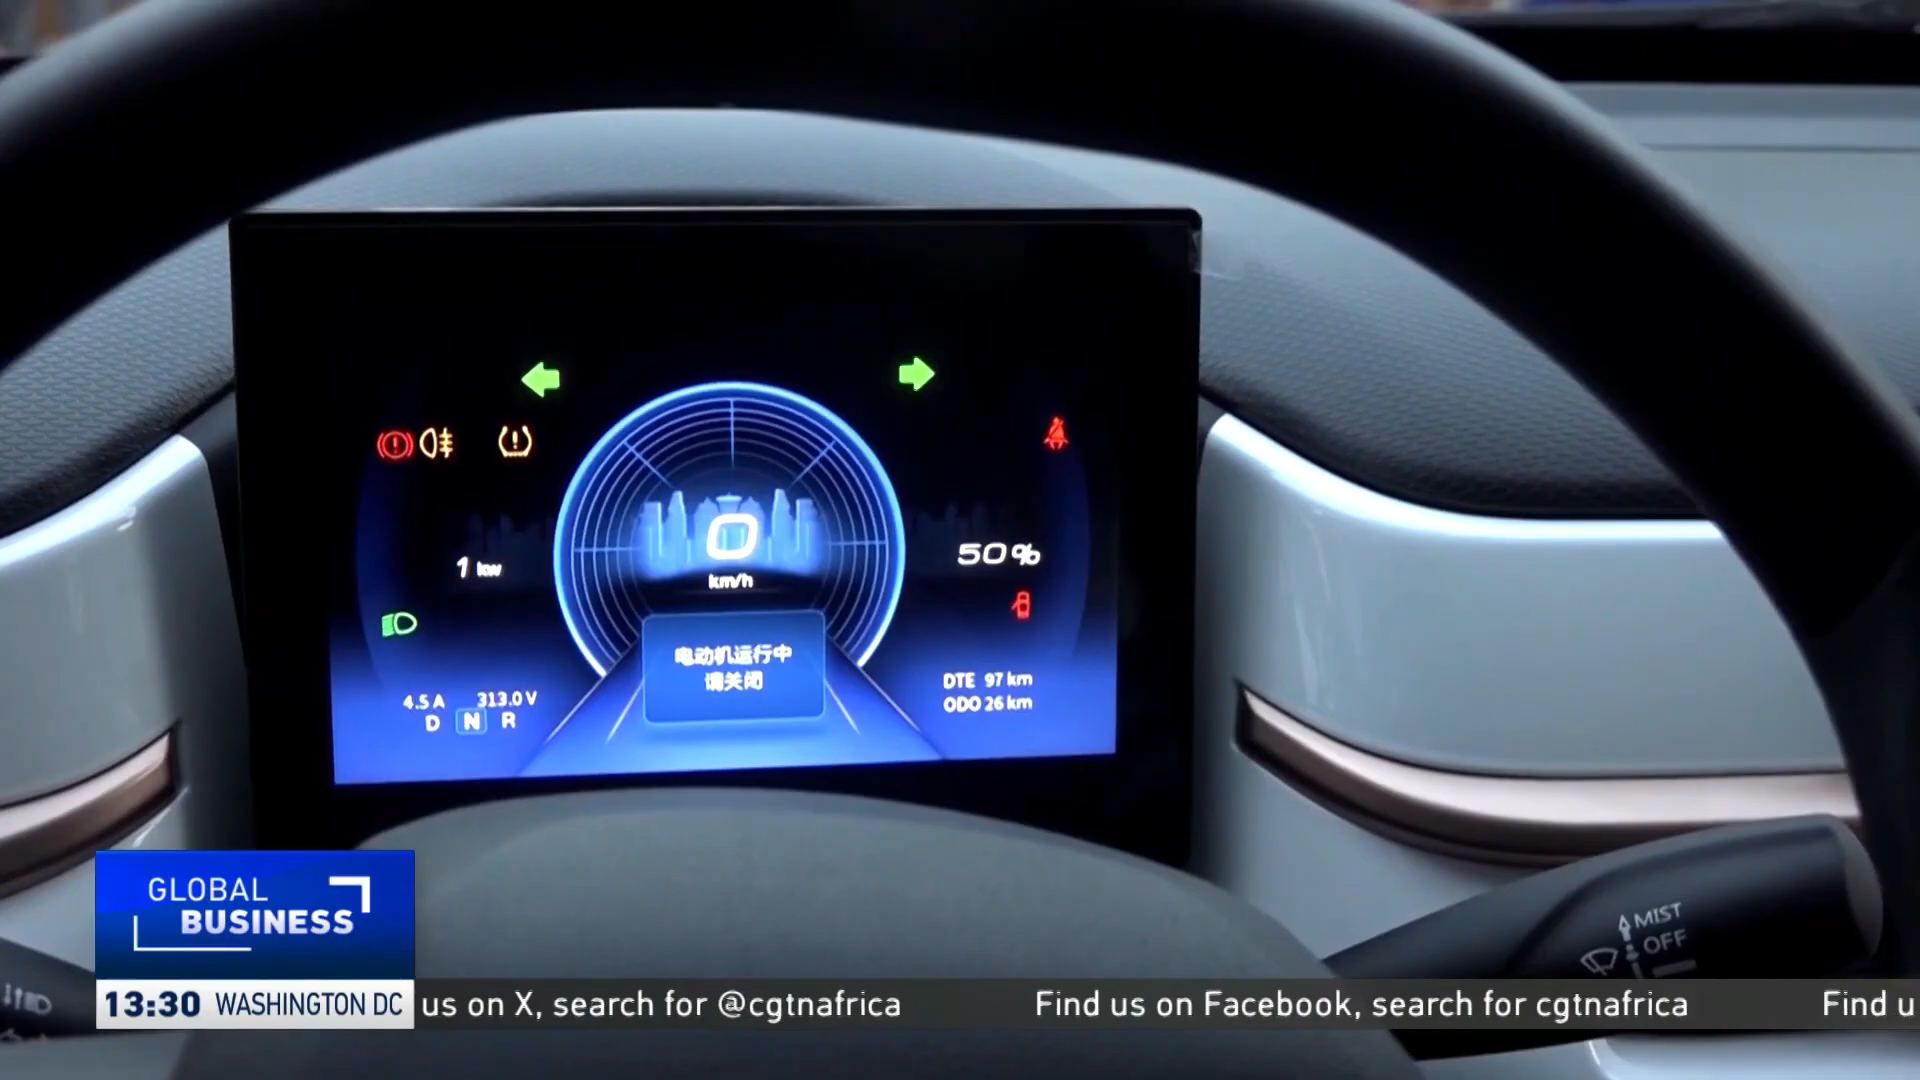 1 kw
0
km/h
50%
电动机运行中
请关闭
4.5 A 313.0 V
D N R
DTE 97 km
ODO 26 km
MIST
OFF
GLOBAL
BUSINESS
13:30 WASHINGTON DC
us on X, search for @cgtnafrica Find us on Facebook, search for cgtnafrica Find u